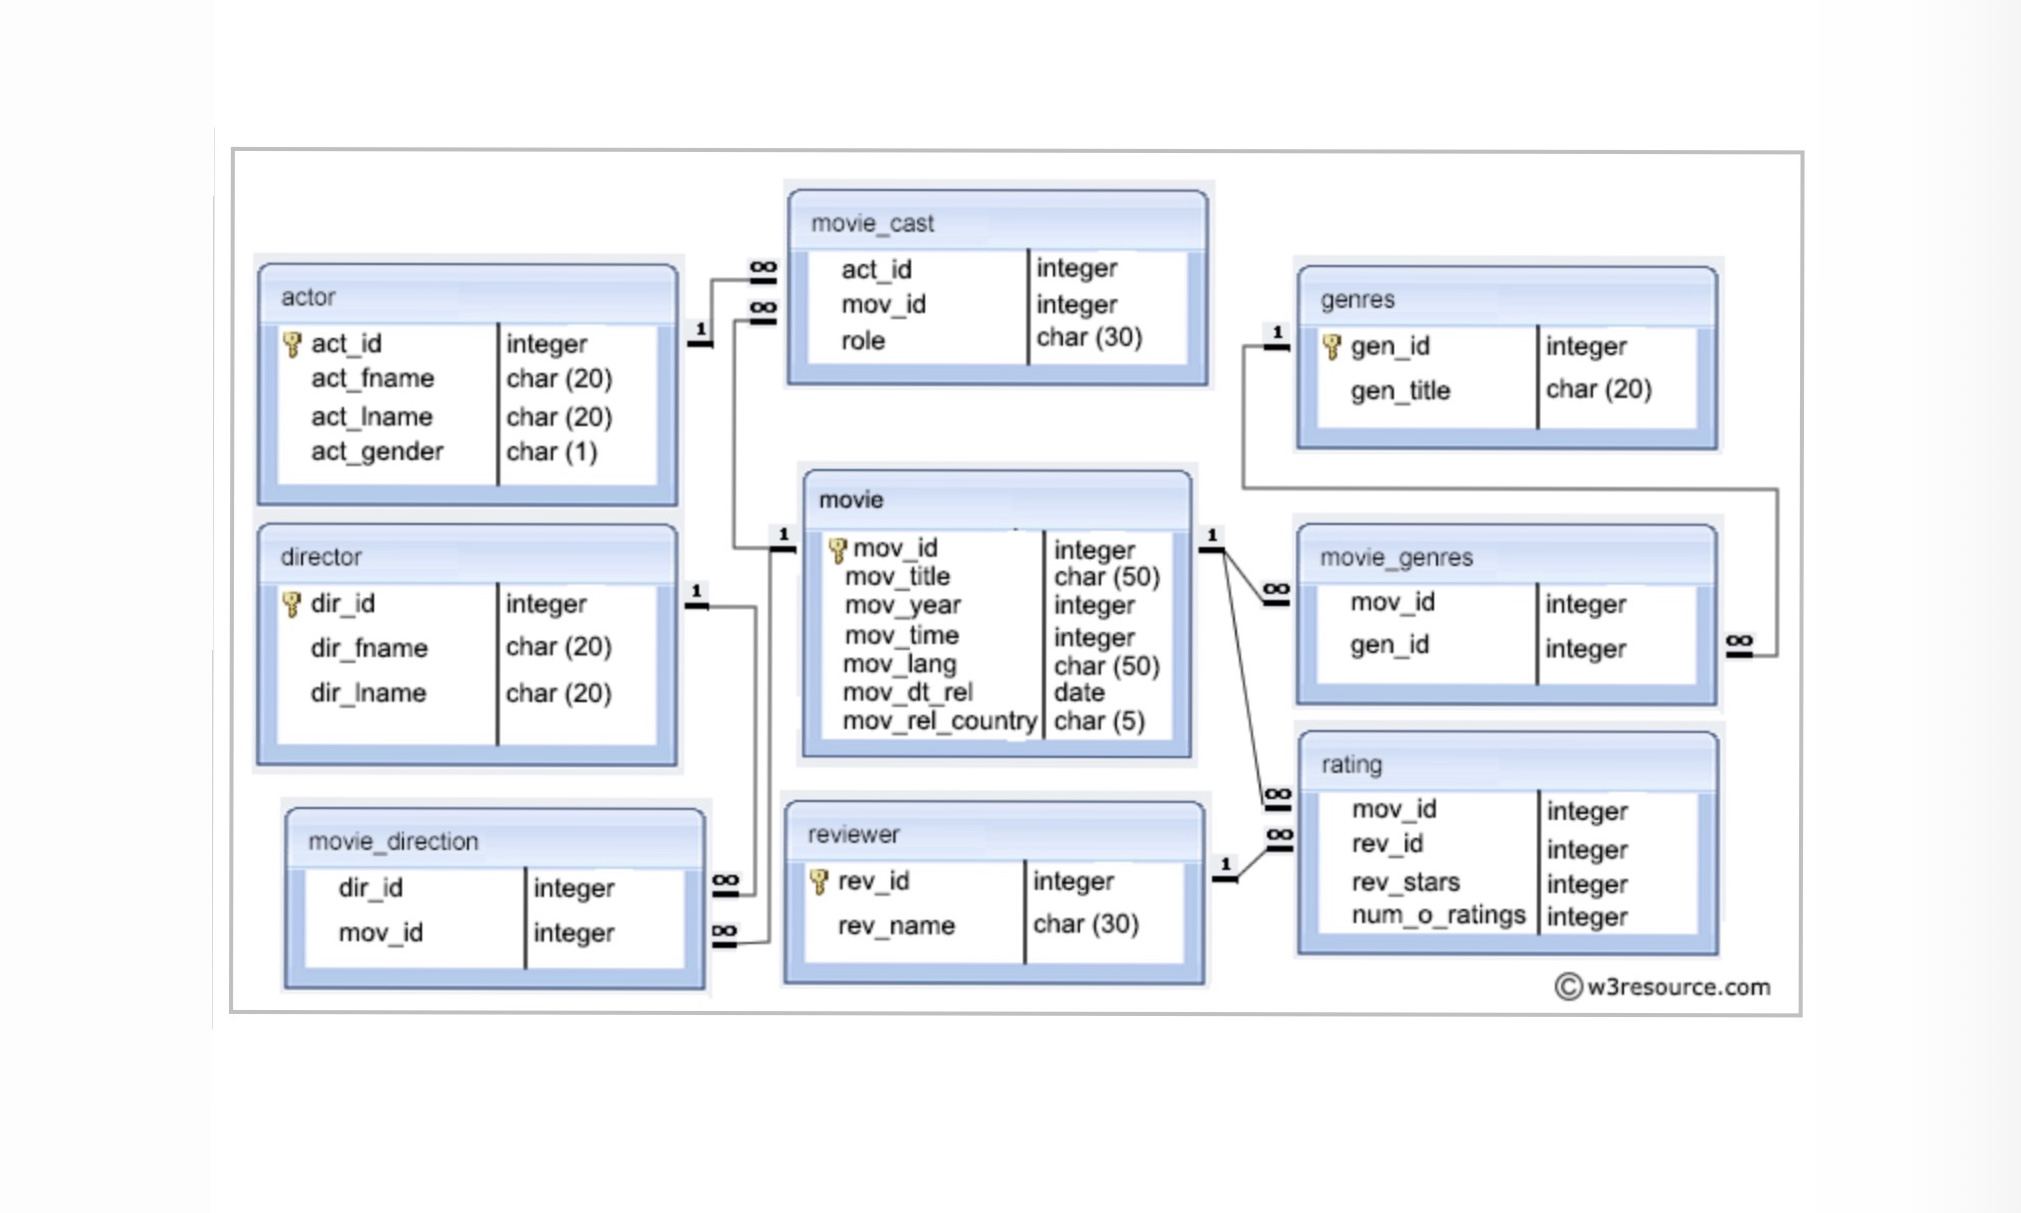 movie_cast
act_id integer
mov_id integer
role char (30)
actor
act_id integer
act_fname char (20)
act_lname char (20)
act_gender char (1)
genres
gen_id integer
gen_title char (20)
director
dir_id integer
dir_fname char (20)
dir_lname char (20)
movie
mov_id integer
mov_title char (50)
mov_year integer
mov_time integer
mov_lang char (50)
mov_dt_rel date
mov_rel_country char (5)
movie_genres
mov_id integer
gen_id integer
movie_direction
dir_id integer
mov_id integer
reviewer
rev_id integer
rev_name char (30)
rating
mov_id integer
rev_id integer
rev_stars integer
num_o_ratings integer
1 ∞
1 ∞
1 ∞
1 ∞
1 ∞
∞
∞
1 ∞
© w3resource.com